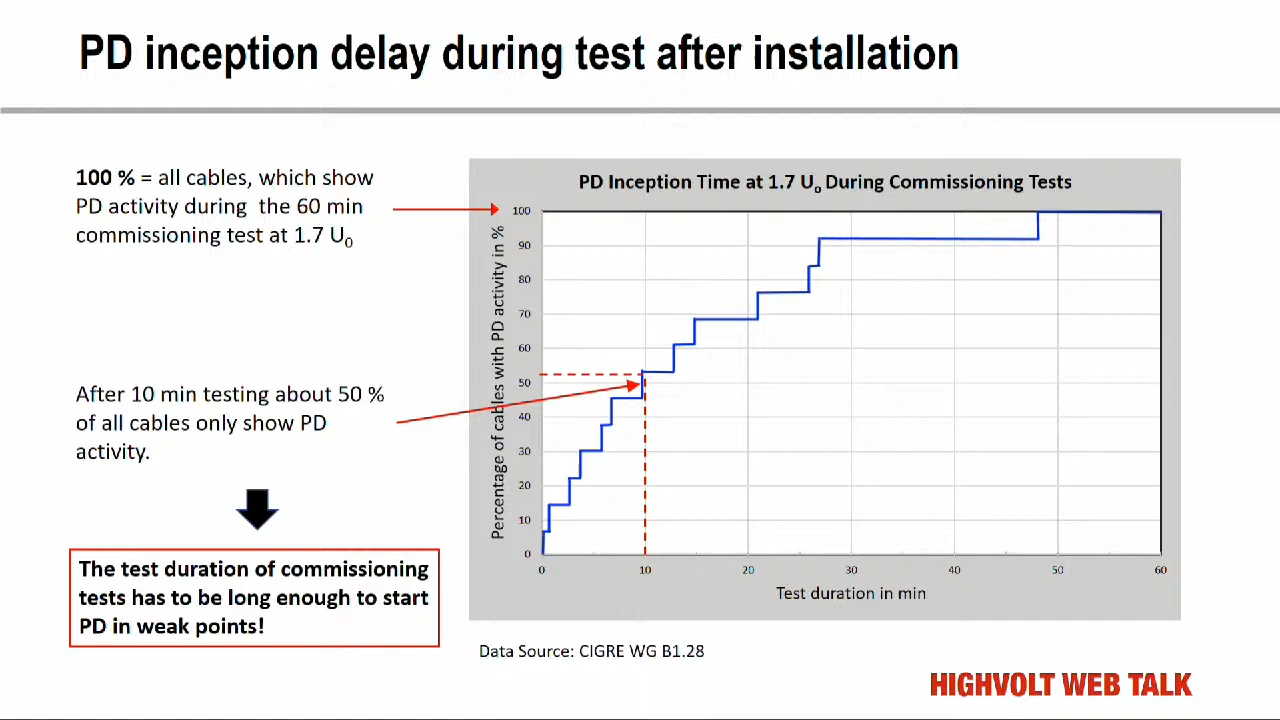 PD inception delay during test after installation
100 % = all cables, which show
PD activity during the 60 min
commissioning test at 1.7 U₀
After 10 min testing about 50 %
of all cables only show PD
activity.
The test duration of commissioning
tests has to be long enough to start
PD in weak points!
PD Inception Time at 1.7 Uₒ During Commissioning Tests
Percentage of cables with PD activity in %
100
90
80
70
60
50
40
30
20
10
0
0 10 20 30 40 50 60
Test duration in min
Data Source: CIGRE WG B1.28
HIGHVOLT WEB TALK